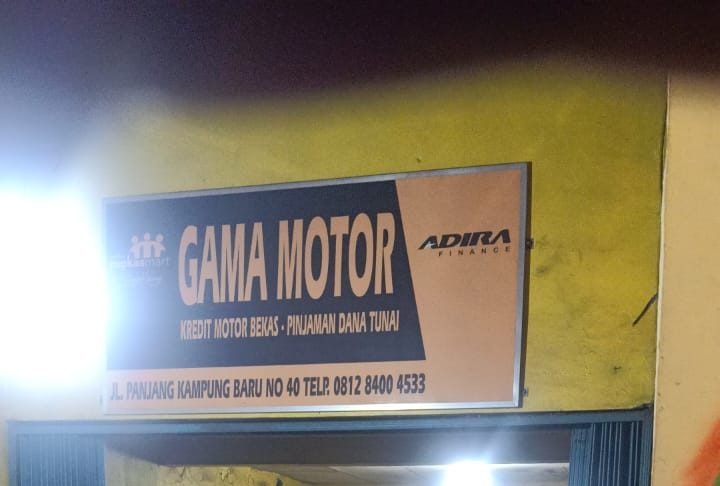 GAMA MOTOR
KREDIT MOTOR BEKAS - PINJAMAN DANA TUNAI
ADIRA
FINANCE
JL. PANJANG KAMPUNG BARU NO 40 TELP. 0812 8400 4533